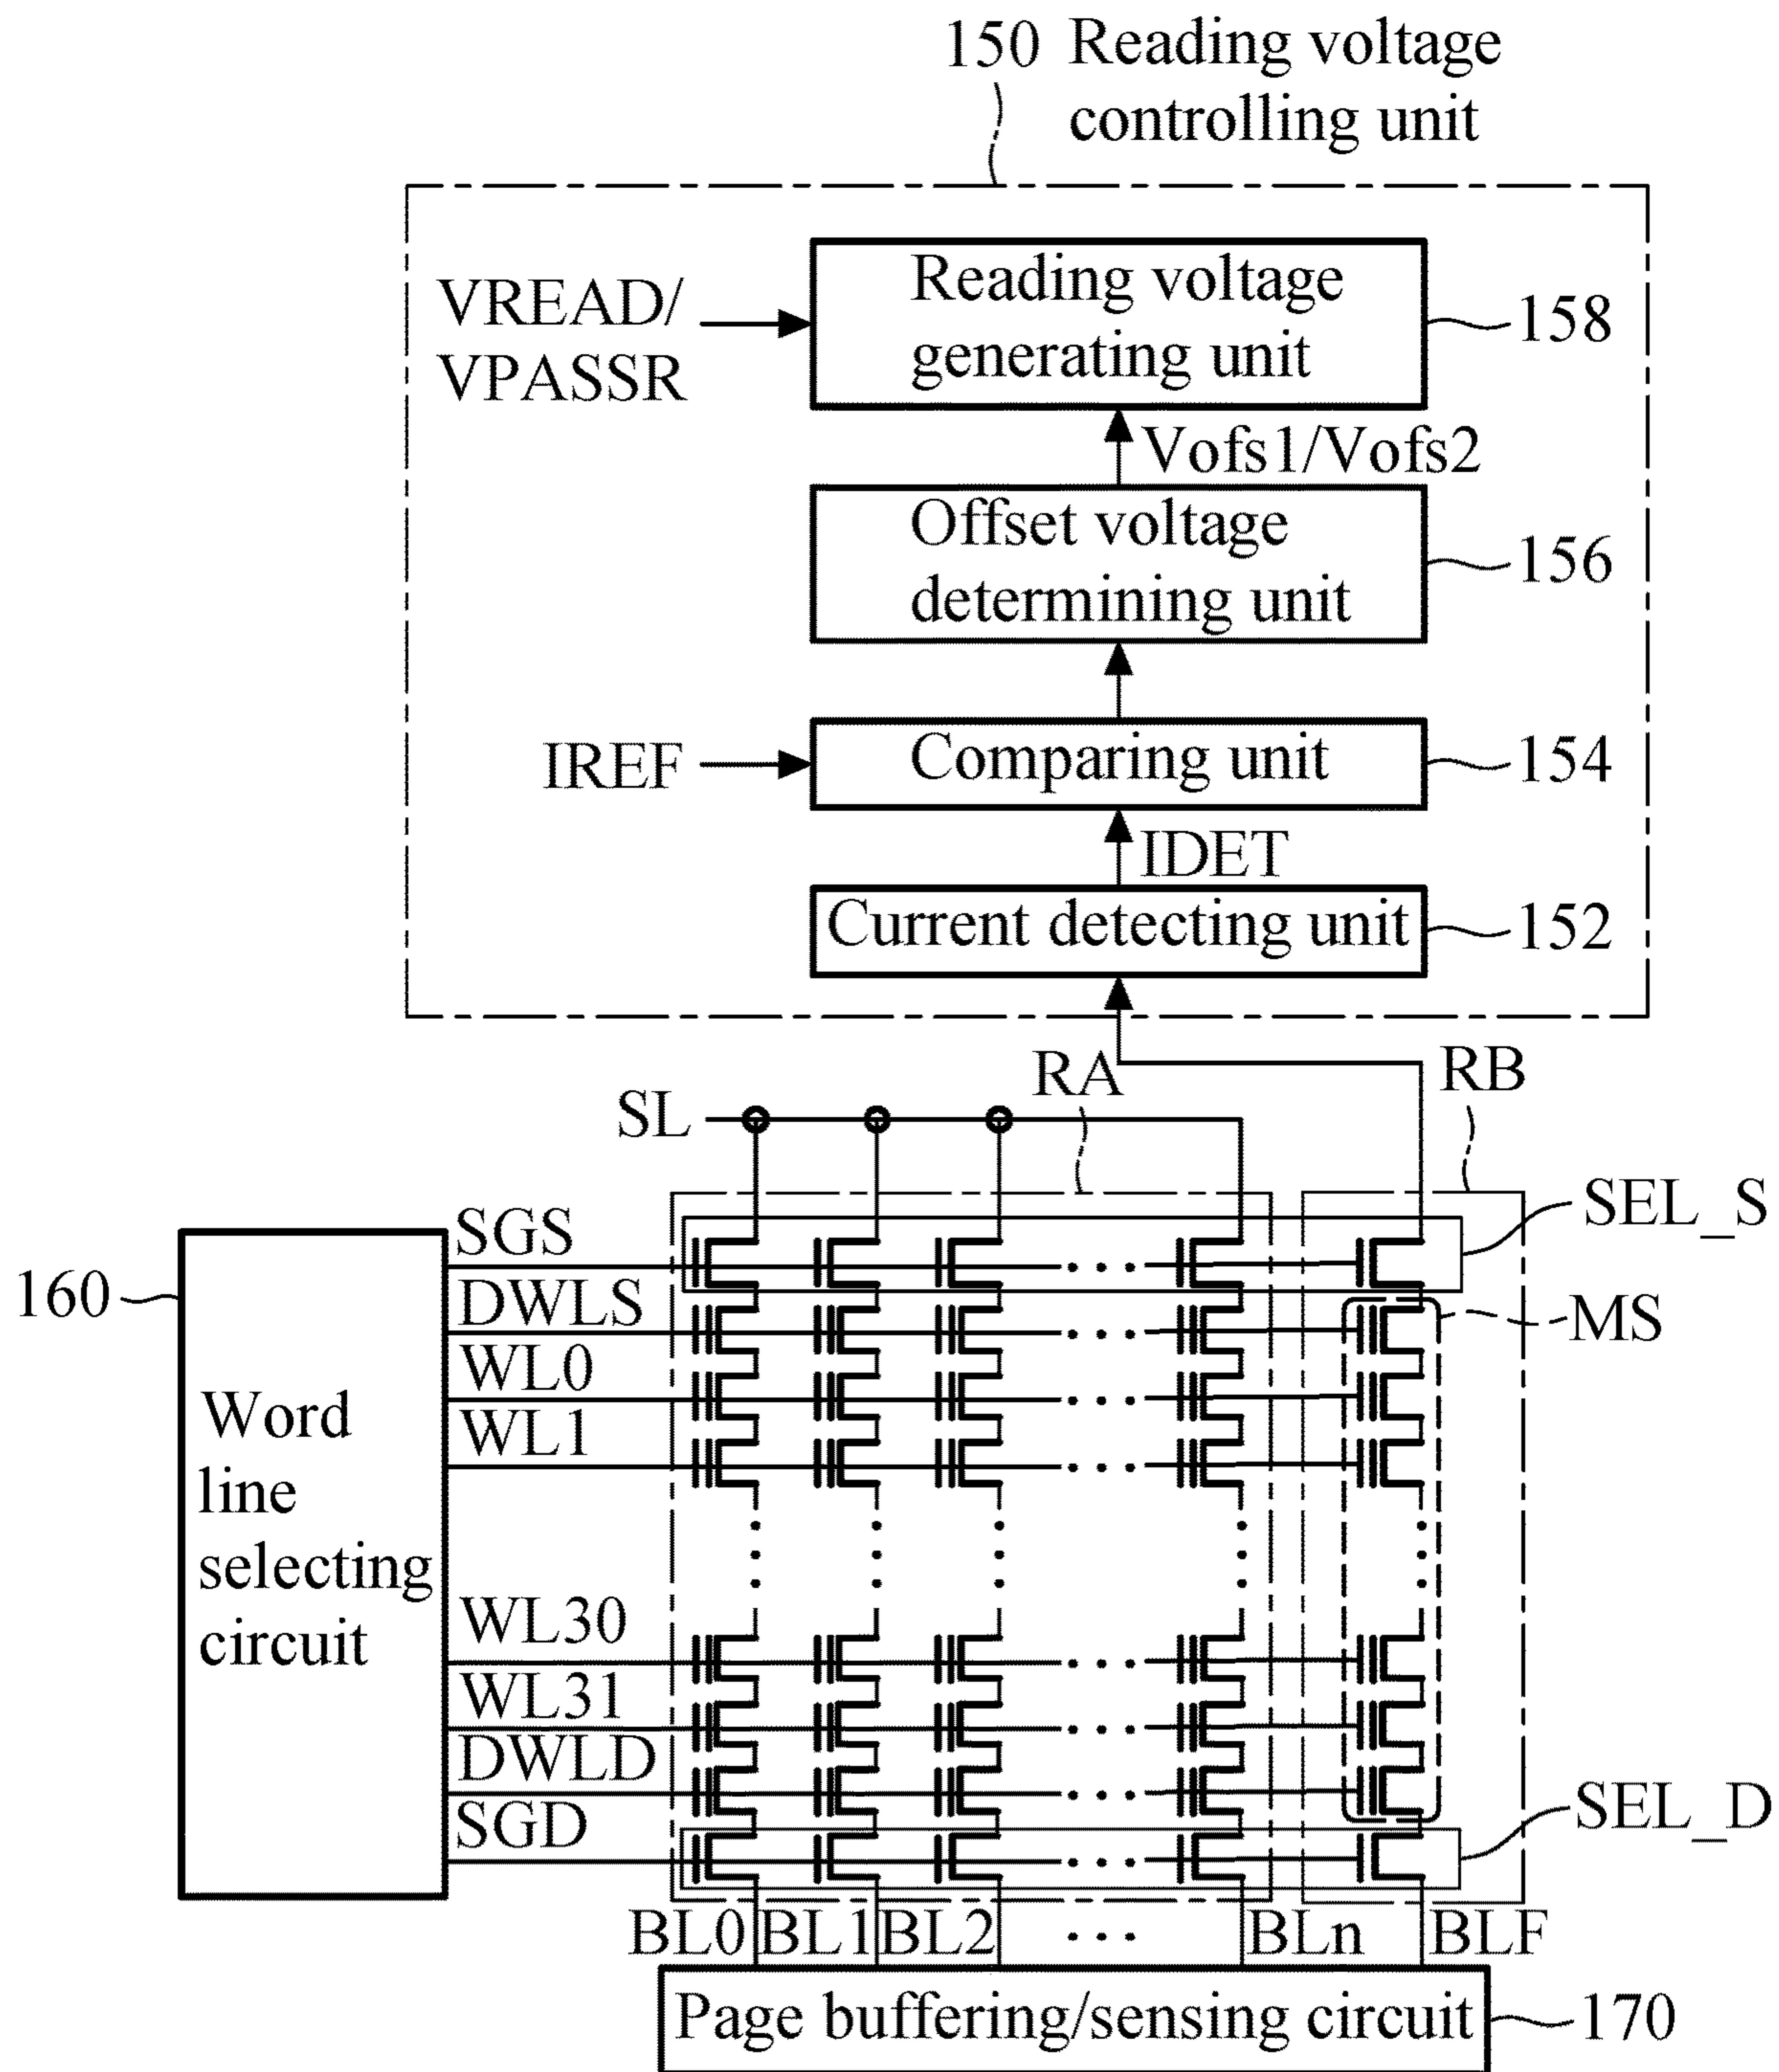 150 Reading voltage
controlling unit
VREAD/
VPASSR
Reading voltage
generating unit
158
Vofs1/Vofs2
Offset voltage
determining unit
156
IREF
Comparing unit
154
IDET
Current detecting unit
152
RA
RB
SL
SEL_S
160
SGS
DWLS
MS
WL0
WL1
Word
line
selecting
circuit
WL30
WL31
DWLD
SGD
SEL_D
BL0 BL1 BL2 ... BLn BLF
Page buffering/sensing circuit
170